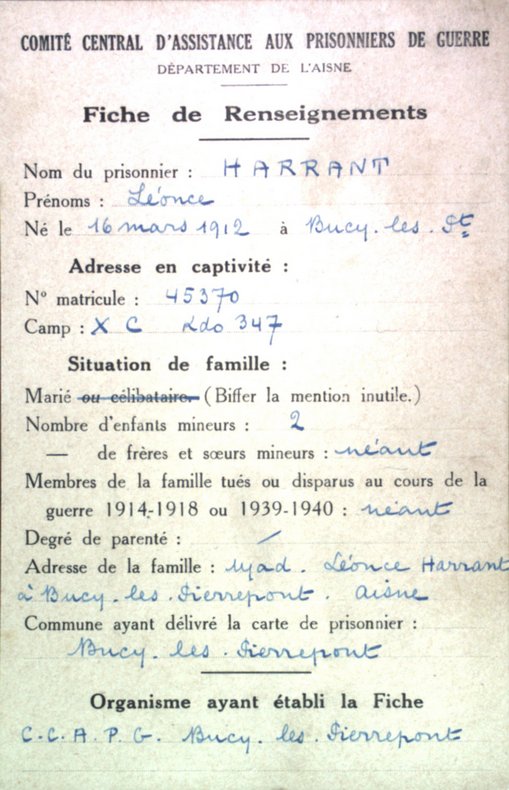 COMITÉ CENTRAL D'ASSISTANCE AUX PRISONNIERS DE GUERRE
DÉPARTEMENT DE L'AISNE
Fiche de Renseignements
Nom du prisonnier : HARRANT
Prénoms : Léonce
Né le 16 mars 1912 à Bucy-les-Pt
Adresse en captivité :
N° matricule : 45370
Camp : X C Kdo 347
Situation de famille :
Marié ou célibataire. (Biffer la mention inutile.)
Nombre d'enfants mineurs : 2
— de frères et sœurs mineurs : néant
Membres de la famille tués ou disparus au cours de la
guerre 1914-1918 ou 1939-1940 : néant
Degré de parenté : /
Adresse de la famille : Mad. Léonce Harrant
à Bucy-les-Pierrepont. Aisne
Commune ayant délivré la carte de prisonnier :
Bucy-les-Pierrepont
Organisme ayant établi la Fiche
C.C.A.P.G. Bucy-les-Pierrepont